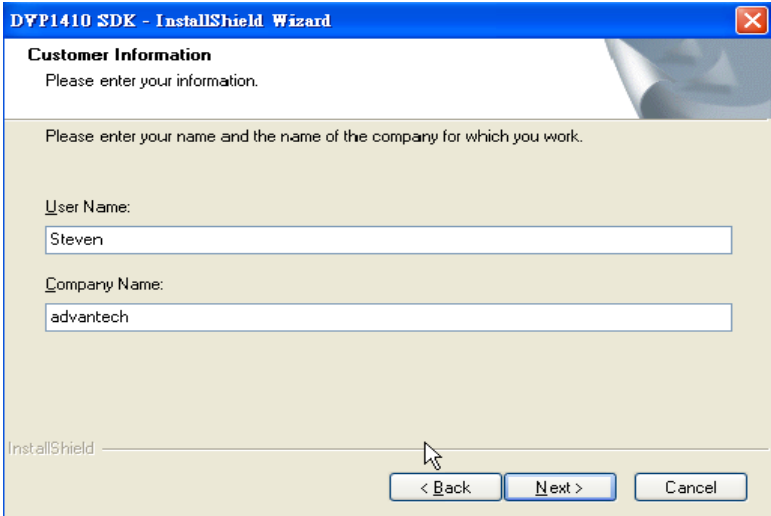 DVP1410 SDK - InstallShield Wizard
Customer Information
Please enter your information.
Please enter your name and the name of the company for which you work.
User Name:
Steven
Company Name:
advantech
InstallShield
< Back Next > Cancel